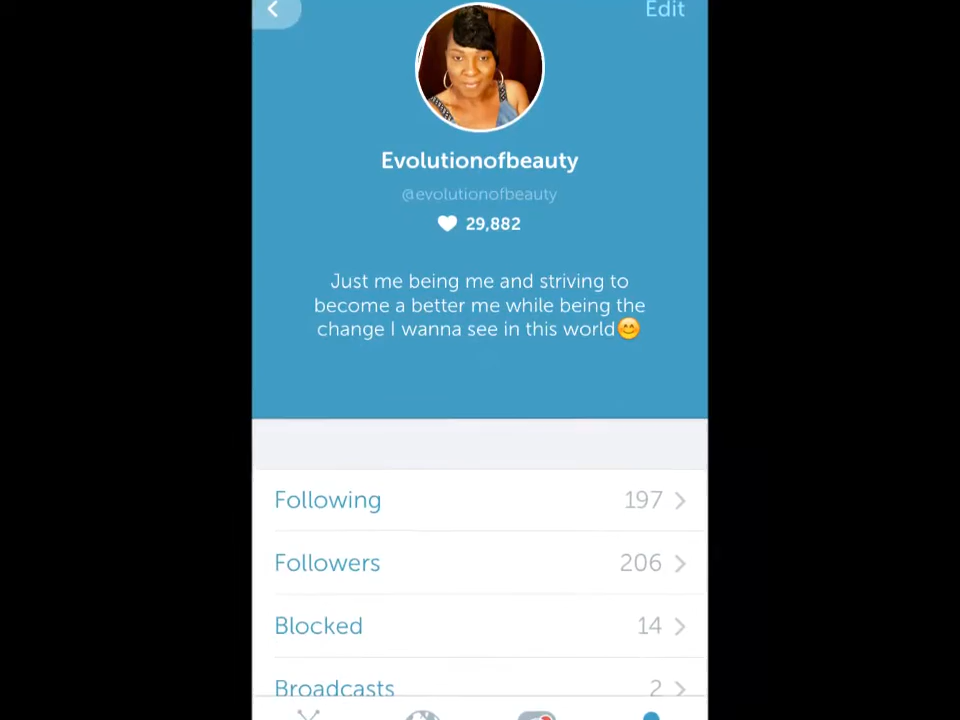 Edit
Evolutionofbeauty
@evolutionofbeauty
29,882
Just me being me and striving to
become a better me while being the
change I wanna see in this world😊
Following 197
Followers 206
Blocked 14
Broadcasts 2